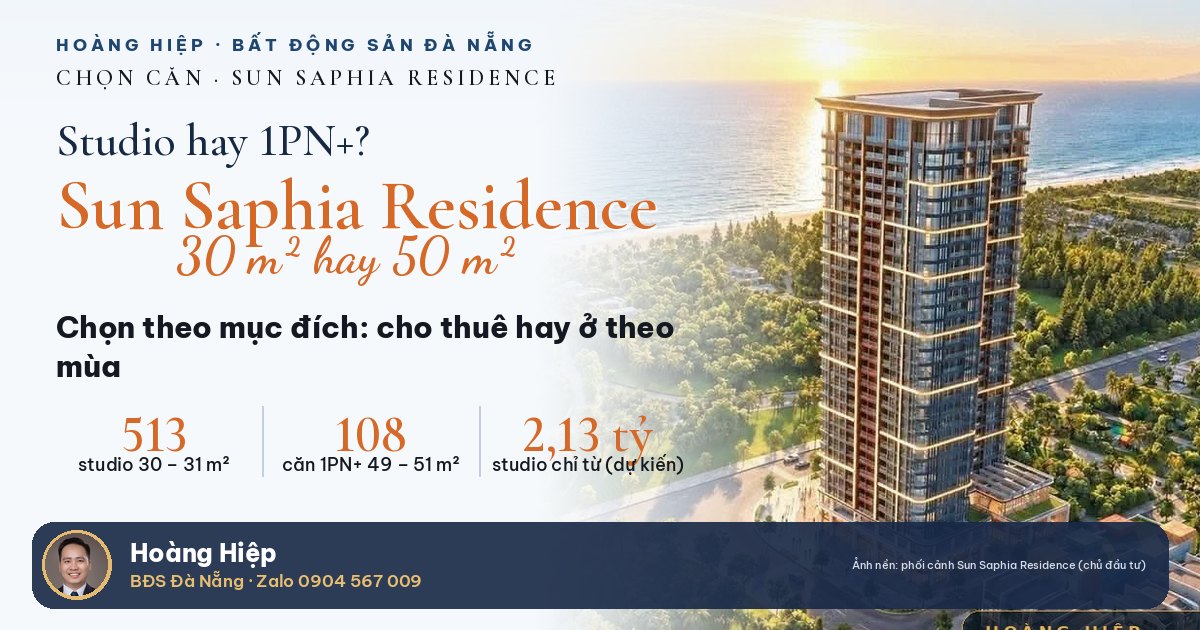 HOÀNG HIỆP · BẤT ĐỘNG SẢN ĐÀ NẴNG
CHỌN CĂN · SUN SAPHIA RESIDENCE
Studio hay 1PN+?
Sun Saphia Residence
30 m² hay 50 m²
Chọn theo mục đích: cho thuê hay ở theo
mùa
513
studio 30 – 31 m²
108
căn 1PN+ 49 – 51 m²
2,13 tỷ
studio chỉ từ (dự kiến)
Hoàng Hiệp
BĐS Đà Nẵng · Zalo 0904 567 009
Ảnh nền: phối cảnh Sun Saphia Residence (chủ đầu tư)
HOÀNG HIỆP